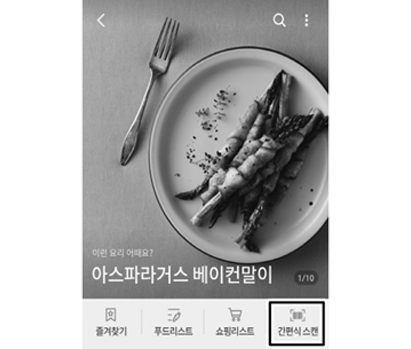 이런 요리 어때요?
아스파라거스 베이컨말이
1/10
즐겨찾기
푸드리스트
쇼핑리스트
간편식 스캔